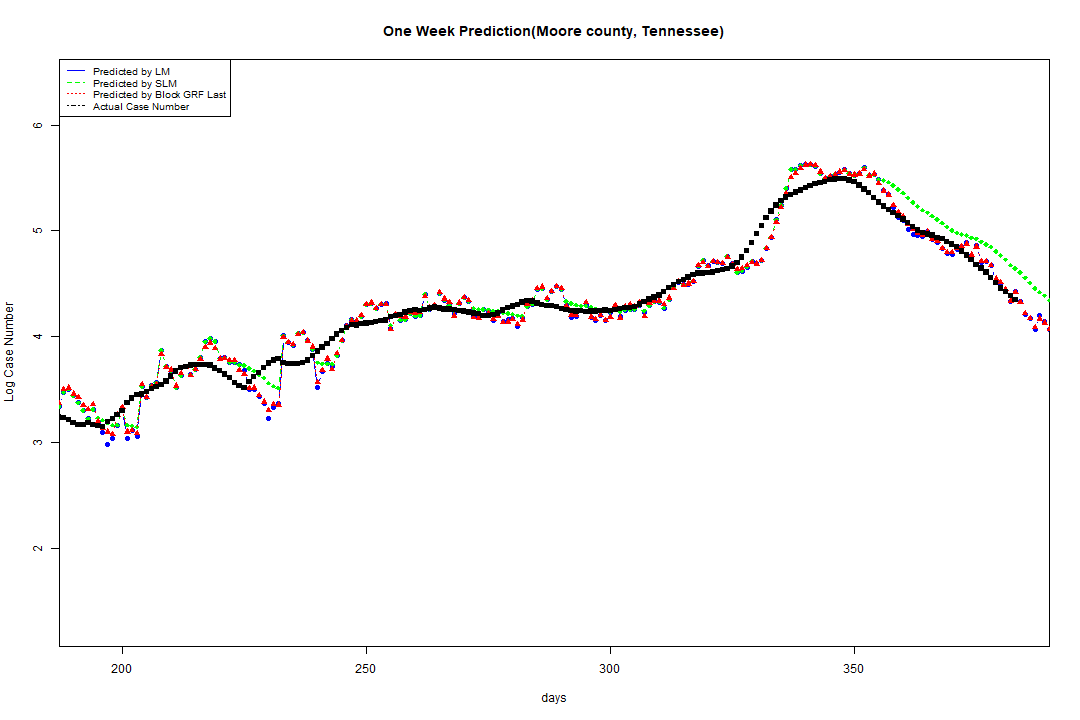 One Week Prediction(Moore county, Tennessee)
Predicted by LM
Predicted by SLM
Predicted by Block GRF Last
Actual Case Number
Log Case Number
6
5
4
3
2
200
250
300
350
days